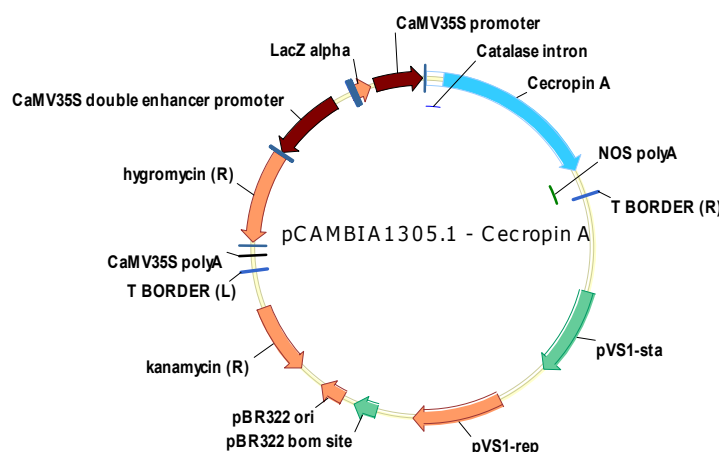 CaMV35S promoter
LacZ alpha
Catalase intron
Cecropin A
CaMV35S double enhancer promoter
NOS polyA
hygromycin (R)
T BORDER (R)
pCAMBIA1305.1 - Cecropin A
CaMV35S polyA
T BORDER (L)
pVS1-sta
kanamycin (R)
pBR322 ori
pBR322 bom site
pVS1-rep